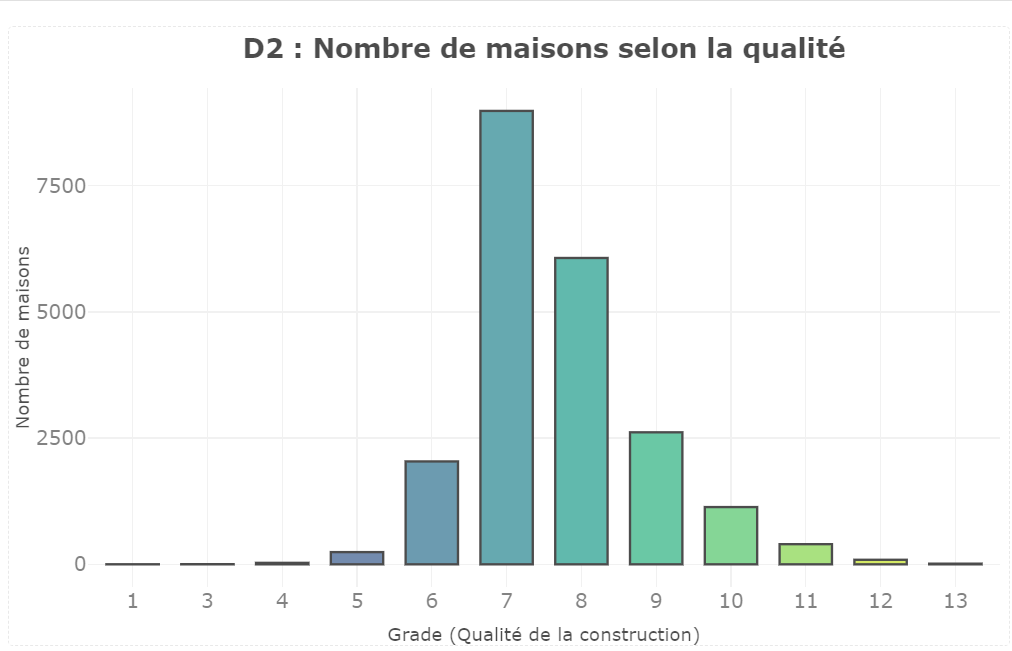 D2 : Nombre de maisons selon la qualité
Nombre de maisons
7500
5000
2500
0
1 3 4 5 6 7 8 9 10 11 12 13
Grade (Qualité de la construction)